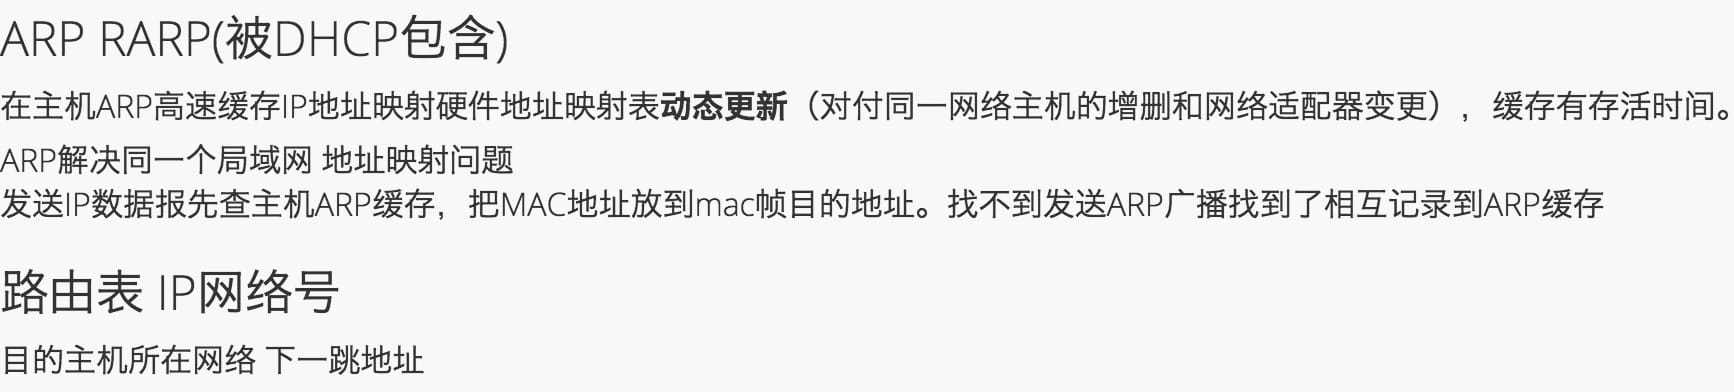 ARP RARP(被DHCP包含)
在主机ARP高速缓存IP地址映射硬件地址映射表动态更新（对付同一网络主机的增删和网络适配器变更），缓存有存活时间。
ARP解决同一个局域网 地址映射问题
发送IP数据报先查主机ARP缓存，把MAC地址放到mac帧目的地址。找不到发送ARP广播找到了相互记录到ARP缓存
路由表 IP网络号
目的主机所在网络 下一跳地址